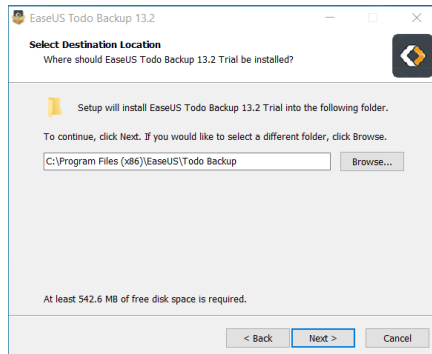 EaseUS Todo Backup 13.2
Select Destination Location
Where should EaseUS Todo Backup 13.2 Trial be installed?
Setup will install EaseUS Todo Backup 13.2 Trial into the following folder.
To continue, click Next. If you would like to select a different folder, click Browse.
C:\Program Files (x86)\EaseUS\Todo Backup
Browse...
At least 542.6 MB of free disk space is required.
< Back
Next >
Cancel